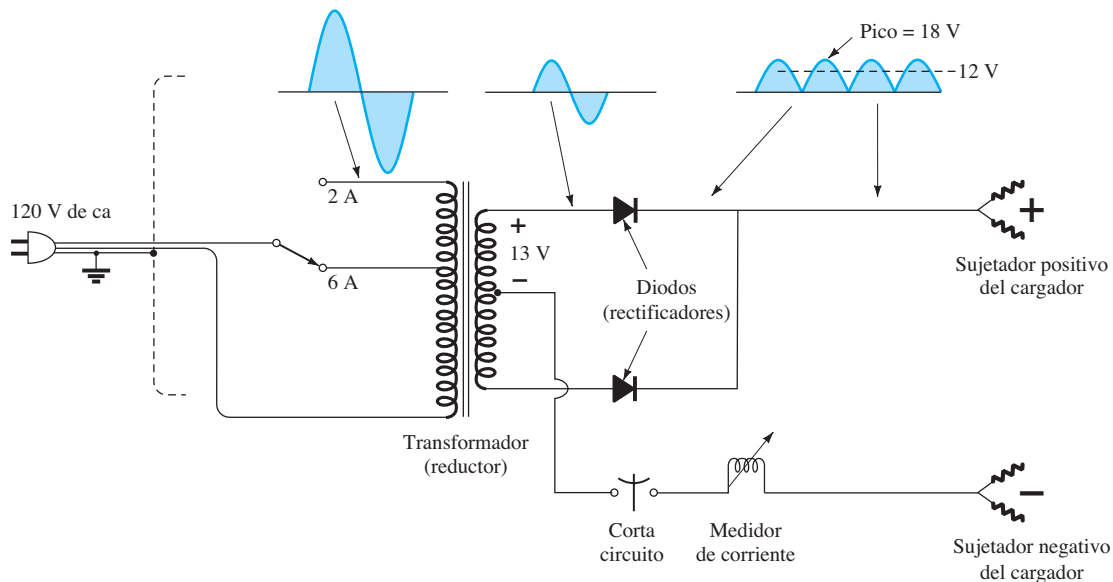 Pico = 18 V
12 V
2 A
120 V de ca
+
13 V
−
6 A
Diodos
(rectificadores)
+
Sujetador positivo
del cargador
Transformador
(reductor)
−
Corta
circuito
Medidor
de corriente
Sujetador negativo
del cargador